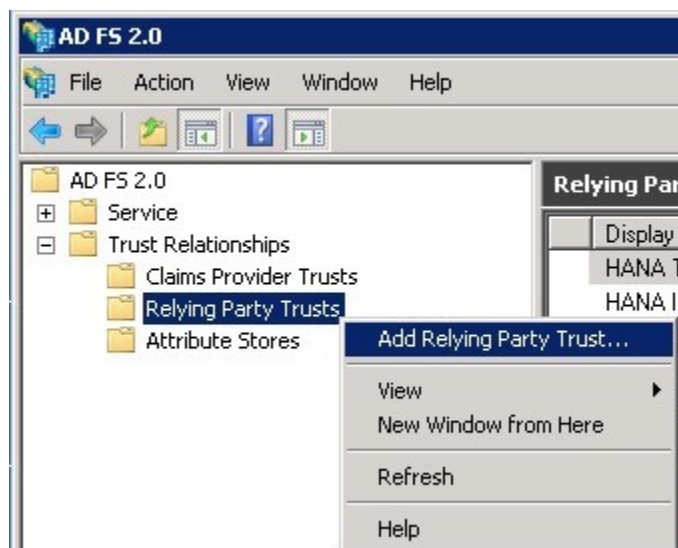 AD FS 2.0
File Action View Window Help
AD FS 2.0
Service
Trust Relationships
Claims Provider Trusts
Relying Party Trusts
Attribute Stores
Relying Par
Display
HANA
HANA I
Add Relying Party Trust...
View
New Window from Here
Refresh
Help